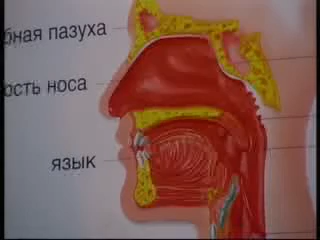 бная пазуха
ость носа
язык